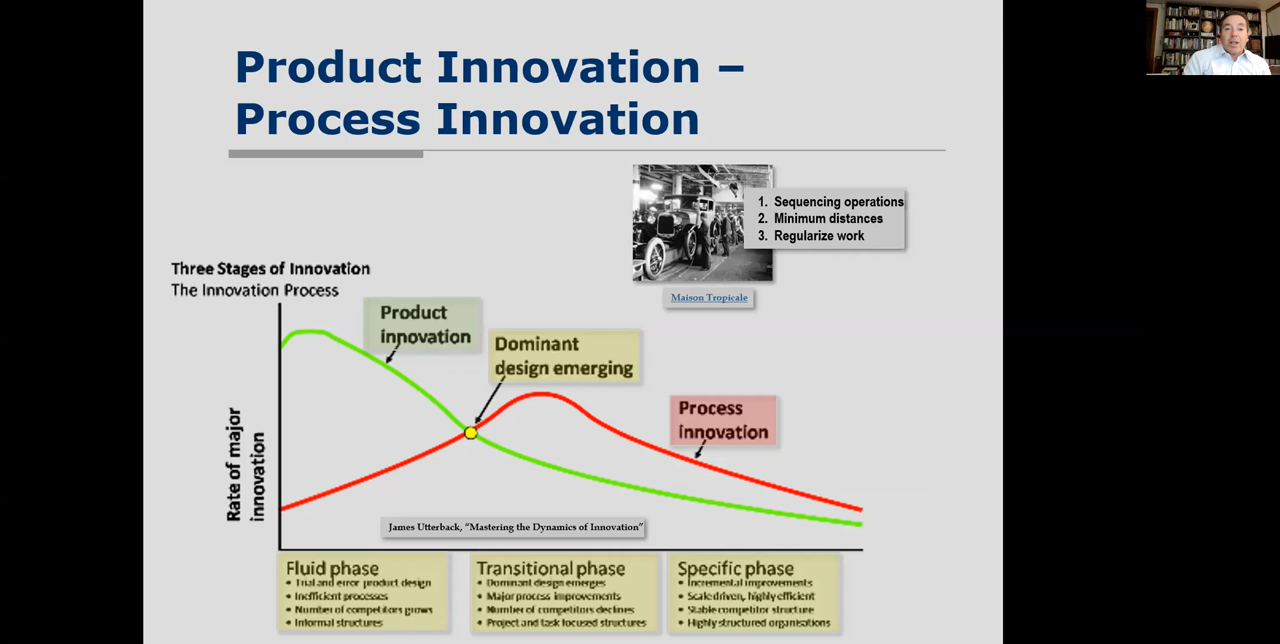 Product Innovation –
Process Innovation
1. Sequencing operations
2. Minimum distances
3. Regularize work
Maison Tropicale
Three Stages of Innovation
The Innovation Process
Product
innovation
Dominant
design emerging
Process
innovation
Rate of major
innovation
James Utterback, “Mastering the Dynamics of Innovation”
Fluid phase
• Trial and error product design
• Inefficient processes
• Number of competitors grows
• Informal structures
Transitional phase
• Dominant design emerges
• Major process improvements
• Number of competitors declines
• Project and task focused structures
Specific phase
• Incremental improvements
• Scale driven, highly efficient
• Stable competitor structure
• Highly structured organisations